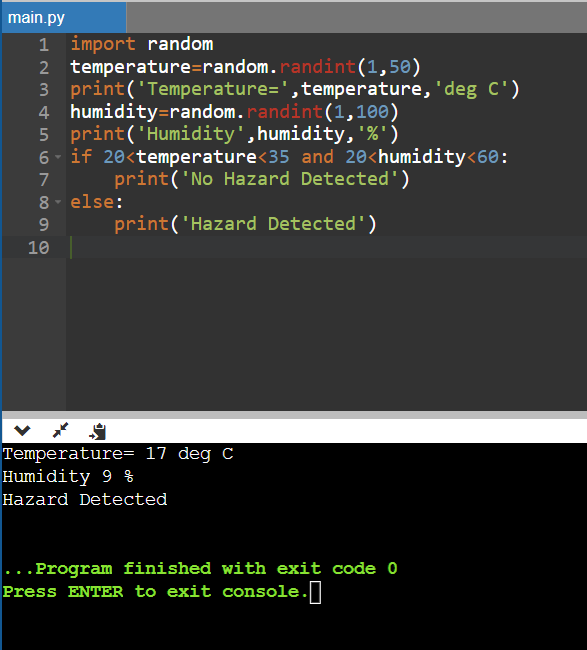 main.py
1 import random
2 temperature=random.randint(1,50)
3 print('Temperature=',temperature,'deg C')
4 humidity=random.randint(1,100)
5 print('Humidity',humidity,'%')
6 if 20<temperature<35 and 20<humidity<60:
7     print('No Hazard Detected')
8 else:
9     print('Hazard Detected')
10
Temperature= 17 deg C
Humidity 9 %
Hazard Detected
...Program finished with exit code 0
Press ENTER to exit console.